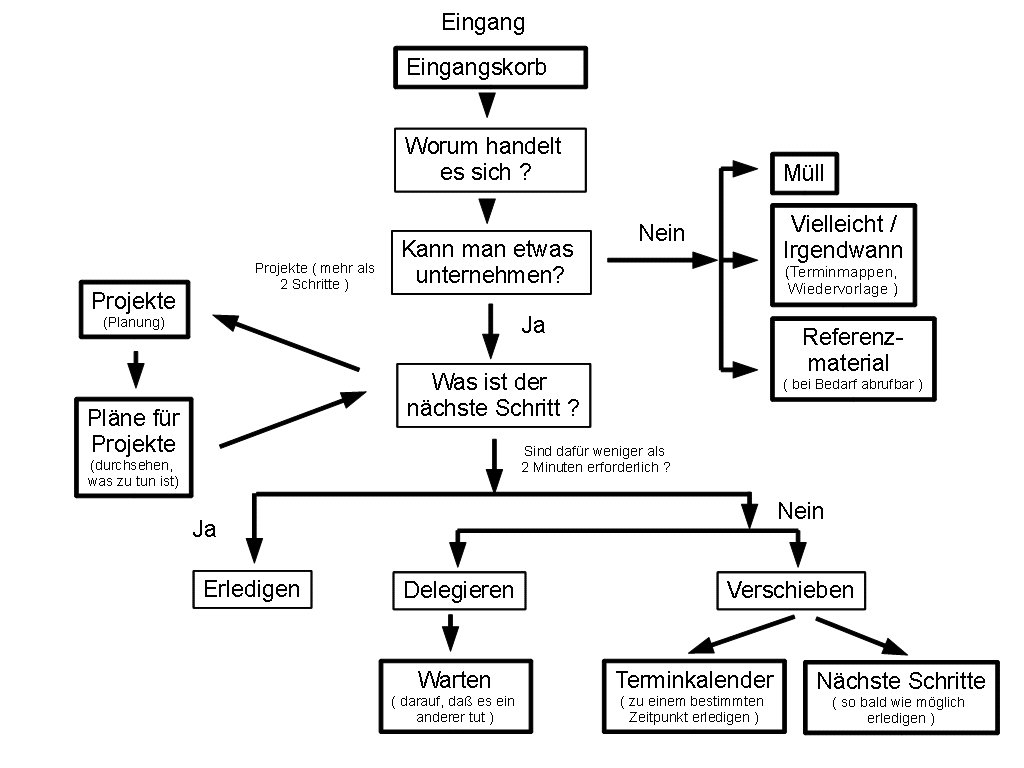 Eingang
Eingangskorb
Worum handelt
es sich ?
Kann man etwas
unternehmen?
Nein
Müll
Vielleicht /
Irgendwann
(Terminmappen,
Wiedervorlage )
Referenz-
material
( bei Bedarf abrufbar )
Projekte ( mehr als
2 Schritte )
Projekte
(Planung)
Pläne für
Projekte
(durchsehen,
was zu tun ist)
Ja
Was ist der
nächste Schritt ?
Sind dafür weniger als
2 Minuten erforderlich ?
Ja
Nein
Erledigen
Delegieren
Verschieben
Warten
( darauf, daß es ein
anderer tut )
Terminkalender
( zu einem bestimmten
Zeitpunkt erledigen )
Nächste Schritte
( so bald wie möglich
erledigen )